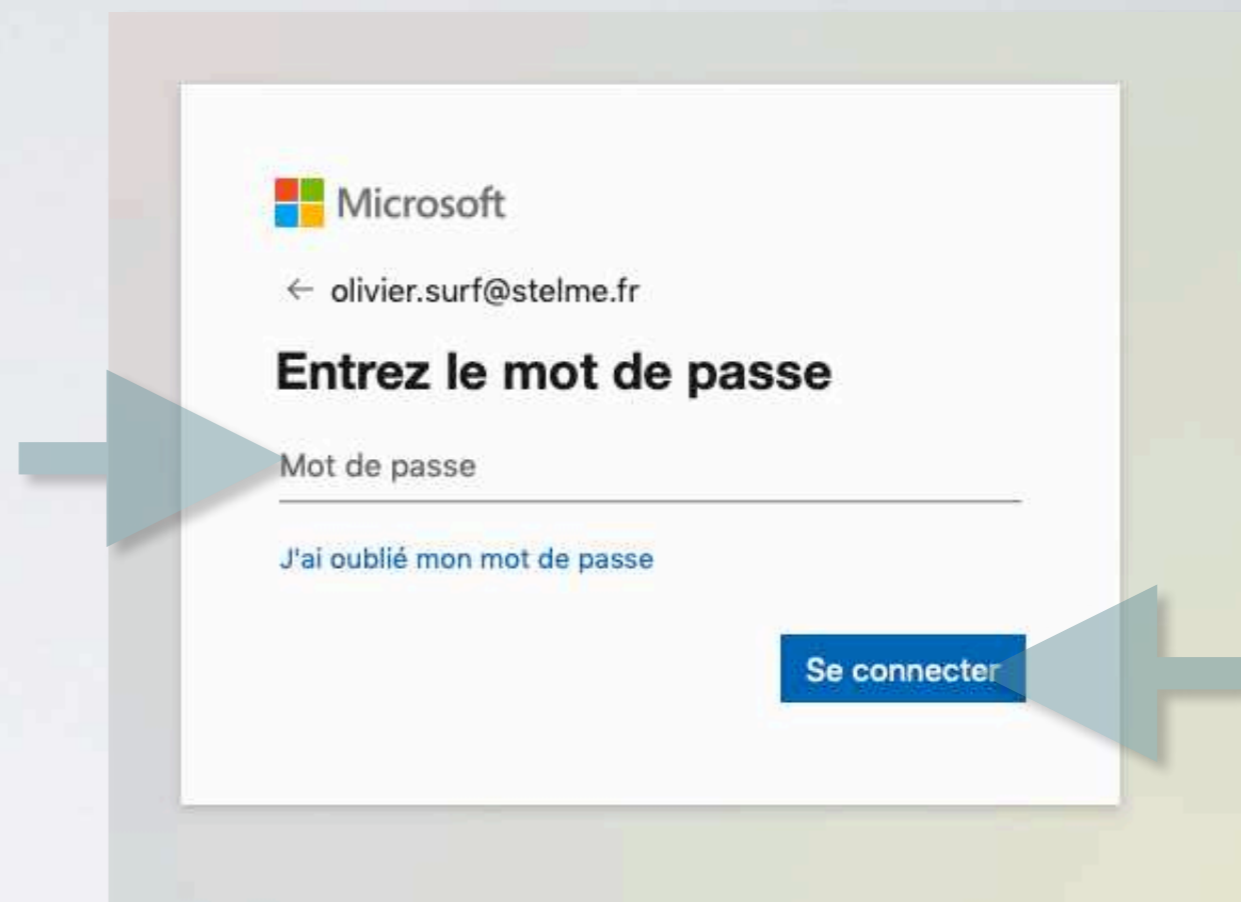 Microsoft
← olivier.surf@stelme.fr
Entrez le mot de passe
Mot de passe
J'ai oublié mon mot de passe
Se connecter